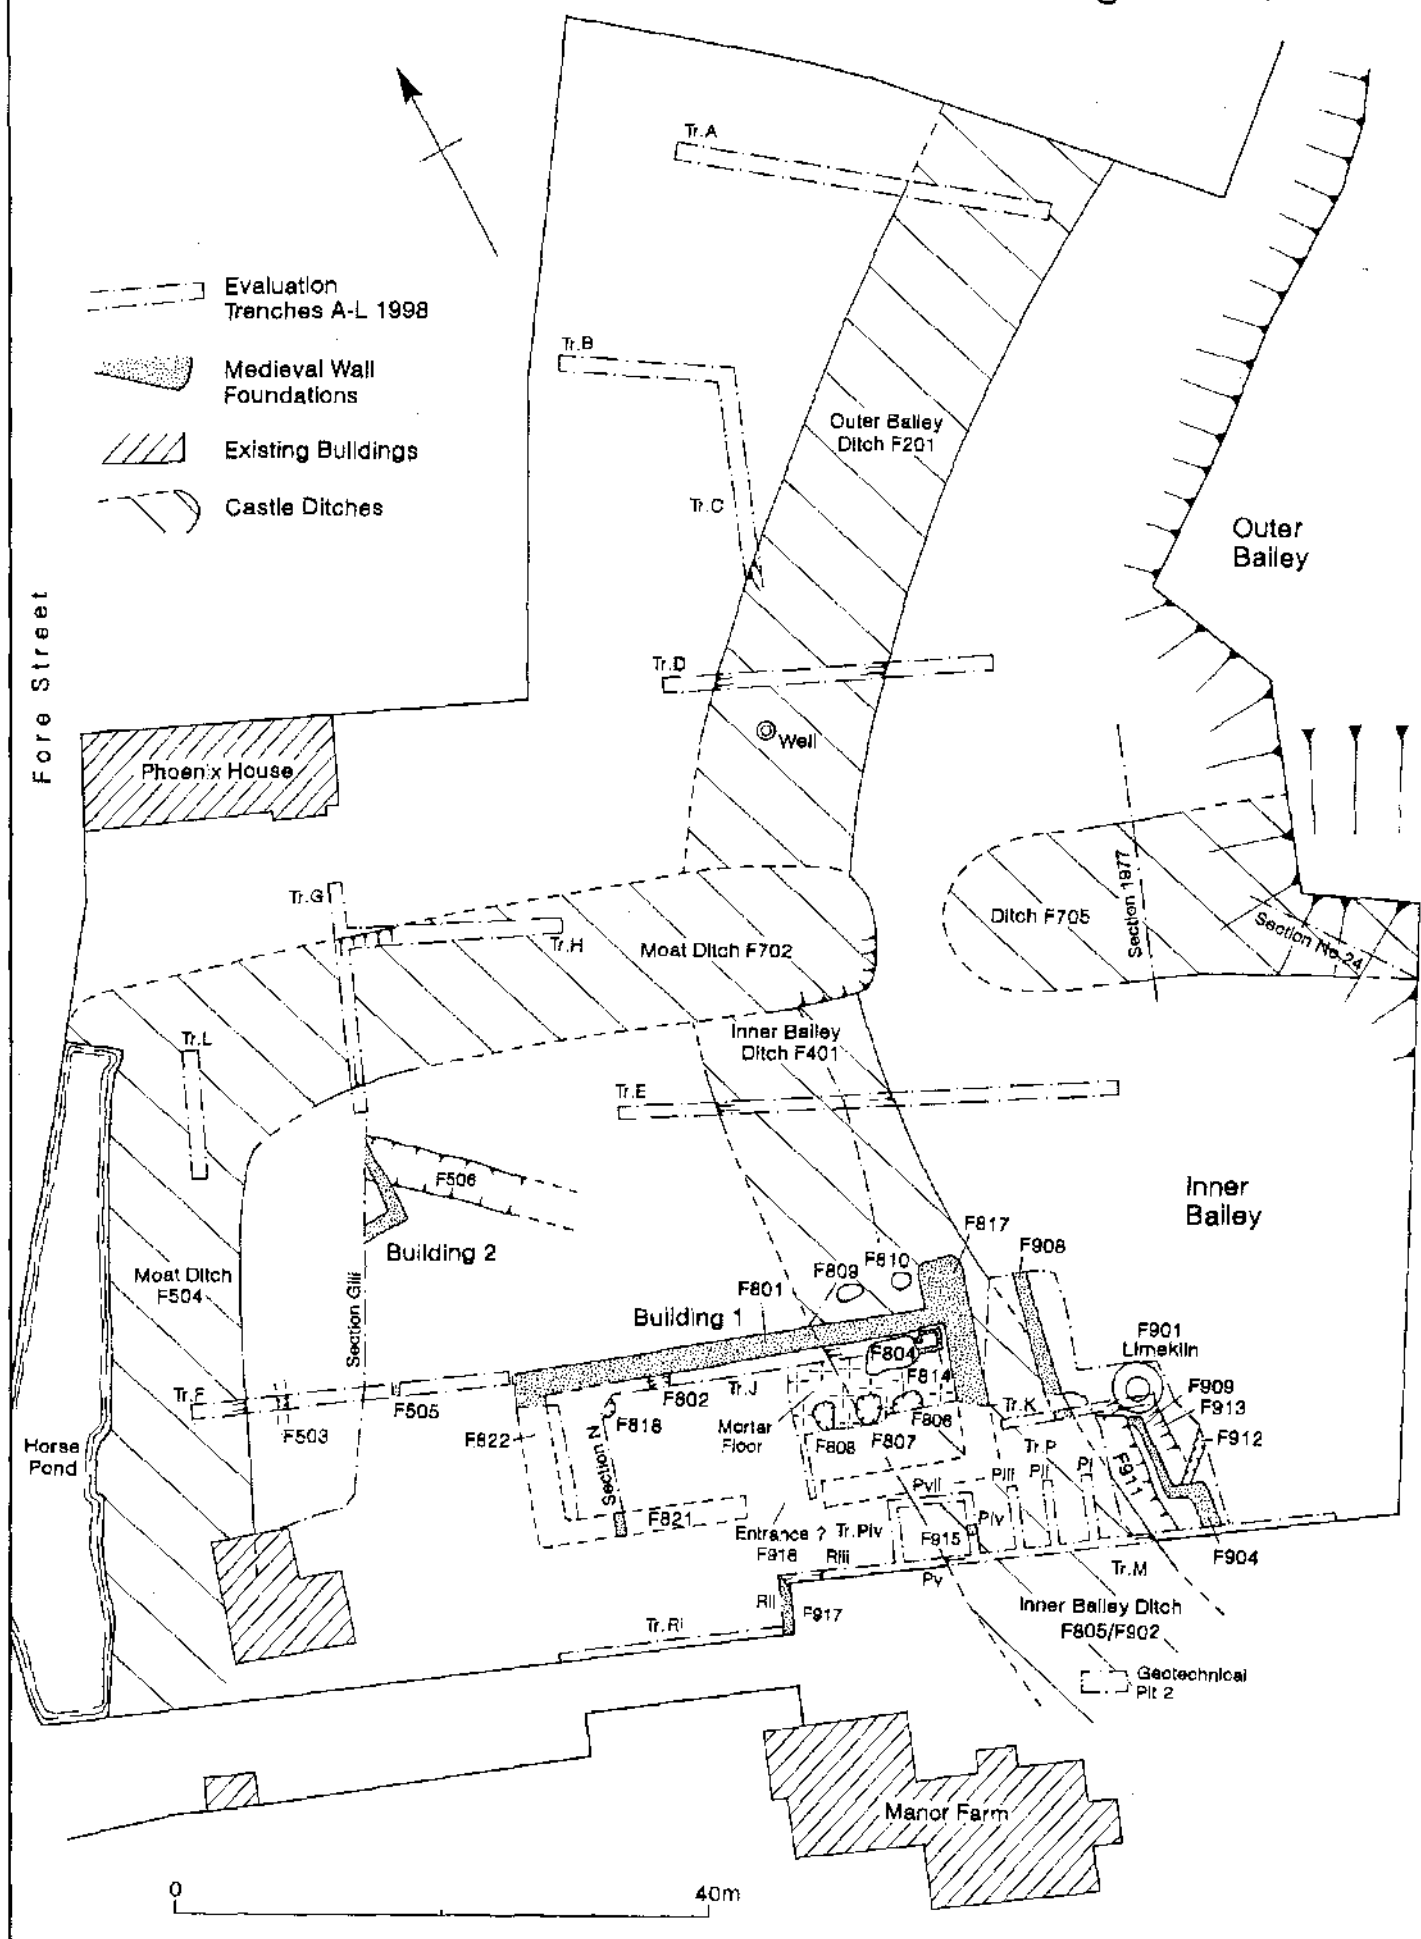 Tr.A
Evaluation
Trenches A-L 1998
Medieval Wall
Foundations
Existing Buildings
Castle Ditches
Tr.B
Tr.C
Outer Bailey
Ditch F201
Outer
Bailey
Fore Street
Tr.D
Well
Phoenix House
Tr.G
Tr.H
Moat Ditch F702
Ditch F705
Section 1977
Section No 24
Tr.L
Inner Bailey
Ditch F401
Tr.E
F506
Building 2
Inner
Bailey
Moat Ditch
F504
Section GIII
F817
F908
F810
F809
F801
Building 1
F901
Limekiln
F804
F814
F802
Tr.J
Tr.F
F505
F503
F818
F822
Section N
Mortar
Floor
F808
F807
F806
Tr.K
F909
F913
F912
F911
Tr.P
PI
PII
PIII
PIV
PVII
Horse
Pond
F821
Entrance ?
F918
Tr.PIV
RIII
F915
PV
Tr.M
F904
RII
F917
Tr.RI
Inner Bailey Ditch
F805/F902
Geotechnical
Pit 2
Manor Farm
0
40m